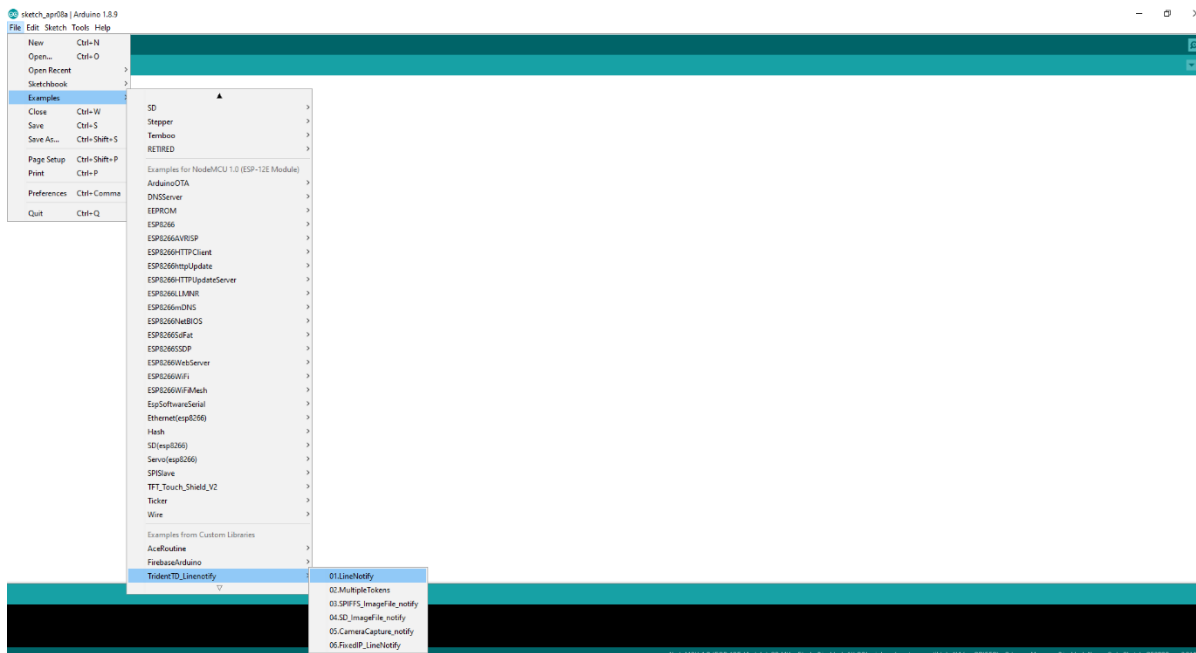 sketch_apr08a | Arduino 1.8.9
File Edit Sketch Tools Help
New Ctrl+N
Open... Ctrl+O
Open Recent
Sketchbook
Examples
Close Ctrl+W
Save Ctrl+S
Save As... Ctrl+Shift+S
Page Setup Ctrl+Shift+P
Print Ctrl+P
Preferences Ctrl+Comma
Quit Ctrl+Q
SD
Stepper
Temboo
RETIRED
Examples for NodeMCU 1.0 (ESP-12E Module)
ArduinoOTA
DNSServer
EEPROM
ESP8266
ESP8266AVRISP
ESP8266HTTPClient
ESP8266httpUpdate
ESP8266HTTPUpdateServer
ESP8266LLMNR
ESP8266mDNS
ESP8266NetBIOS
ESP8266SdFat
ESP8266SSDP
ESP8266WebServer
ESP8266WiFi
ESP8266WiFiMesh
EspSoftwareSerial
Ethernet(esp8266)
Hash
SD(esp8266)
Servo(esp8266)
SPISlave
TFT_Touch_Shield_V2
Ticker
Wire
Examples from Custom Libraries
AceRoutine
FirebaseArduino
TridentTD_Linenotify
01.LineNotify
02.MultipleTokens
03.SPIFFS_ImageFile_notify
04.SD_ImageFile_notify
05.CameraCapture_notify
06.FixedIP_LineNotify